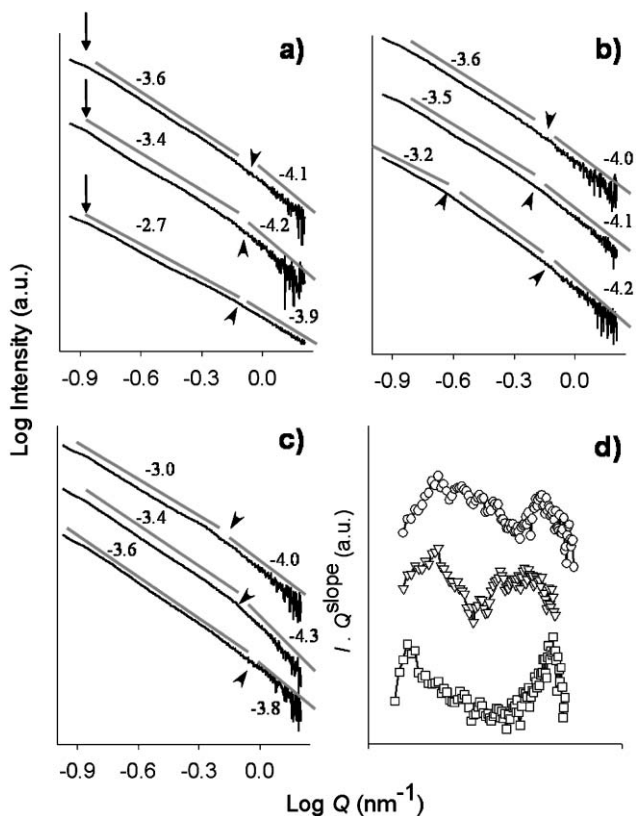 a)
-3.6
-3.4
-4.1
-2.7
-4.2
-3.9
-0.9 -0.6 -0.3 0.0
b)
-3.6
-3.5
-4.0
-3.2
-4.1
-4.2
-0.9 -0.6 -0.3 0.0
Log Intensity (a.u.)
c)
-3.0
-3.4
-4.0
-3.6
-4.3
-3.8
-0.9 -0.6 -0.3 0.0
d)
I . Q^slope (a.u.)
Log Q (nm^-1)